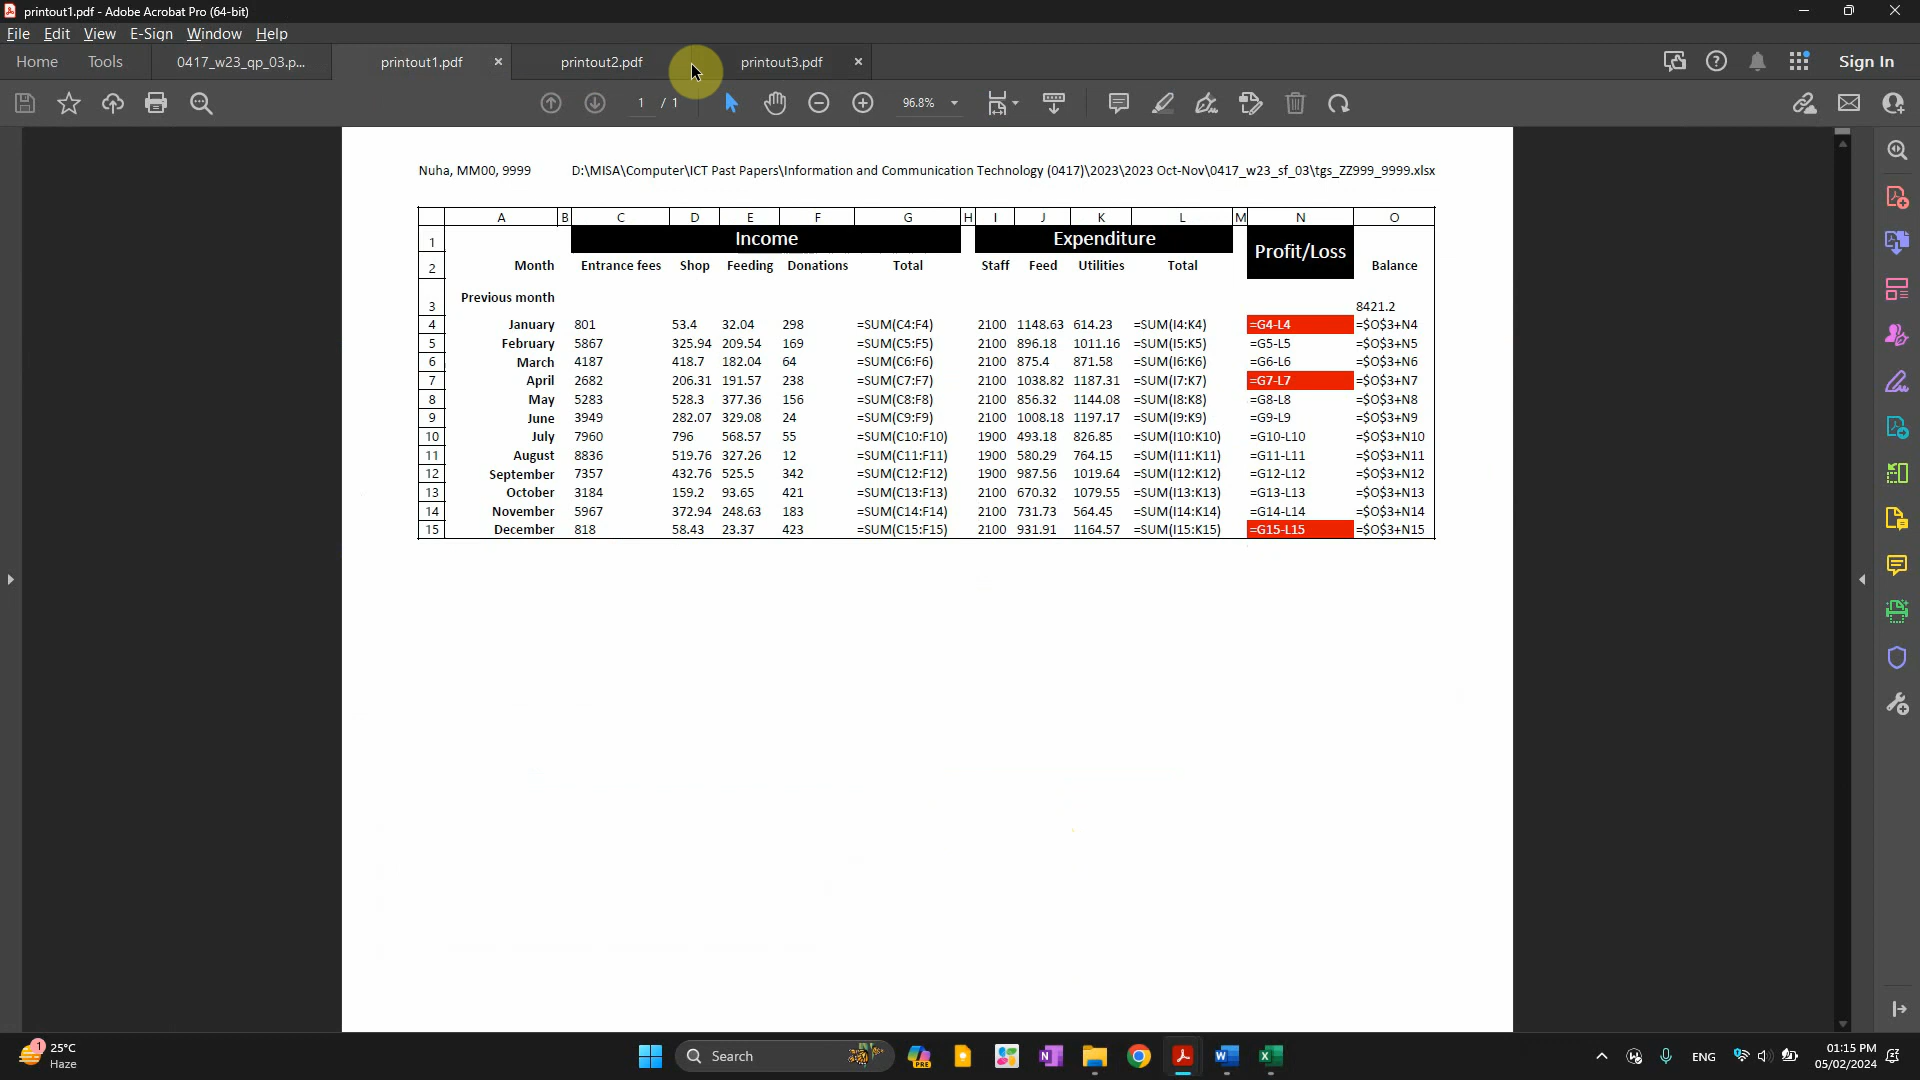 printout1.pdf - Adobe Acrobat Pro (64-bit)
File Edit View E-Sign Window Help
Home Tools 0417_w23_qp_03.p... printout1.pdf printout2.pdf printout3.pdf Sign In
1 / 1 96.8%
Nuha, MM00, 9999 D:\MISA\Computer\ICT Past Papers\Information and Communication Technology (0417)\2023\2023 Oct-Nov\0417_w23_sf_03\tgs_ZZ999_9999.xlsx
A B C D E F G H I J K L M N O
1 Income Expenditure Profit/Loss
2 Month Entrance fees Shop Feeding Donations Total Staff Feed Utilities Total Balance
3 Previous month 8421.2
4 January 801 53.4 32.04 298 =SUM(C4:F4) 2100 1148.63 614.23 =SUM(I4:K4) =G4-L4 =$O$3+N4
5 February 5867 325.94 209.54 169 =SUM(C5:F5) 2100 896.18 1011.16 =SUM(I5:K5) =G5-L5 =$O$3+N5
6 March 4187 418.7 182.04 64 =SUM(C6:F6) 2100 875.4 871.58 =SUM(I6:K6) =G6-L6 =$O$3+N6
7 April 2682 206.31 191.57 238 =SUM(C7:F7) 2100 1038.82 1187.31 =SUM(I7:K7) =G7-L7 =$O$3+N7
8 May 5283 528.3 377.36 156 =SUM(C8:F8) 2100 856.32 1144.08 =SUM(I8:K8) =G8-L8 =$O$3+N8
9 June 3949 282.07 329.08 24 =SUM(C9:F9) 2100 1008.18 1197.17 =SUM(I9:K9) =G9-L9 =$O$3+N9
10 July 7960 796 568.57 55 =SUM(C10:F10) 1900 493.18 826.85 =SUM(I10:K10) =G10-L10 =$O$3+N10
11 August 8836 519.76 327.26 12 =SUM(C11:F11) 1900 580.29 764.15 =SUM(I11:K11) =G11-L11 =$O$3+N11
12 September 7357 432.76 525.5 342 =SUM(C12:F12) 1900 987.56 1019.64 =SUM(I12:K12) =G12-L12 =$O$3+N12
13 October 3184 159.2 93.65 421 =SUM(C13:F13) 2100 670.32 1079.55 =SUM(I13:K13) =G13-L13 =$O$3+N13
14 November 5967 372.94 248.63 183 =SUM(C14:F14) 2100 731.73 564.45 =SUM(I14:K14) =G14-L14 =$O$3+N14
15 December 818 58.43 23.37 423 =SUM(C15:F15) 2100 931.91 1164.57 =SUM(I15:K15) =G15-L15 =$O$3+N15
1 25°C
Haze
Search
PRE
ENG
01:15 PM
05/02/2024